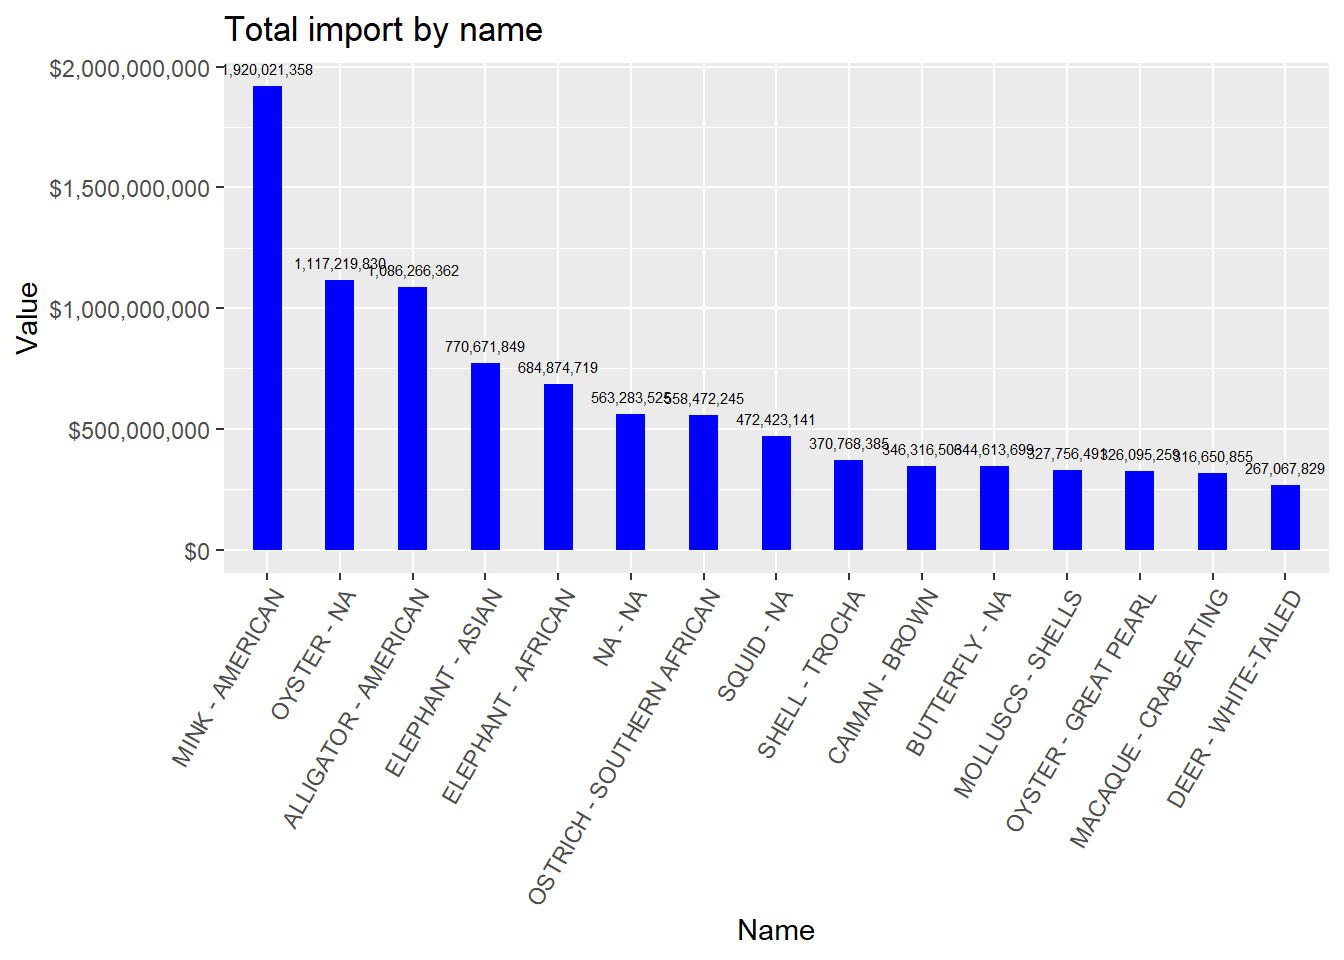 Total import by name
Value
$2,000,000,000
$1,500,000,000
$1,000,000,000
$500,000,000
$0
1,920,021,358
1,117,219,830
1,086,266,362
770,671,849
684,874,719
563,283,525
558,472,245
472,423,141
370,768,385
346,316,506
344,613,699
327,756,491
326,095,259
316,650,855
267,067,829
MINK - AMERICAN
OYSTER - NA
ALLIGATOR - AMERICAN
ELEPHANT - ASIAN
ELEPHANT - AFRICAN
NA - NA
OSTRICH - SOUTHERN AFRICAN
SQUID - NA
SHELL - TROCHA
CAIMAN - BROWN
BUTTERFLY - NA
MOLLUSCS - SHELLS
OYSTER - GREAT PEARL
MACAQUE - CRAB-EATING
DEER - WHITE-TAILED
Name